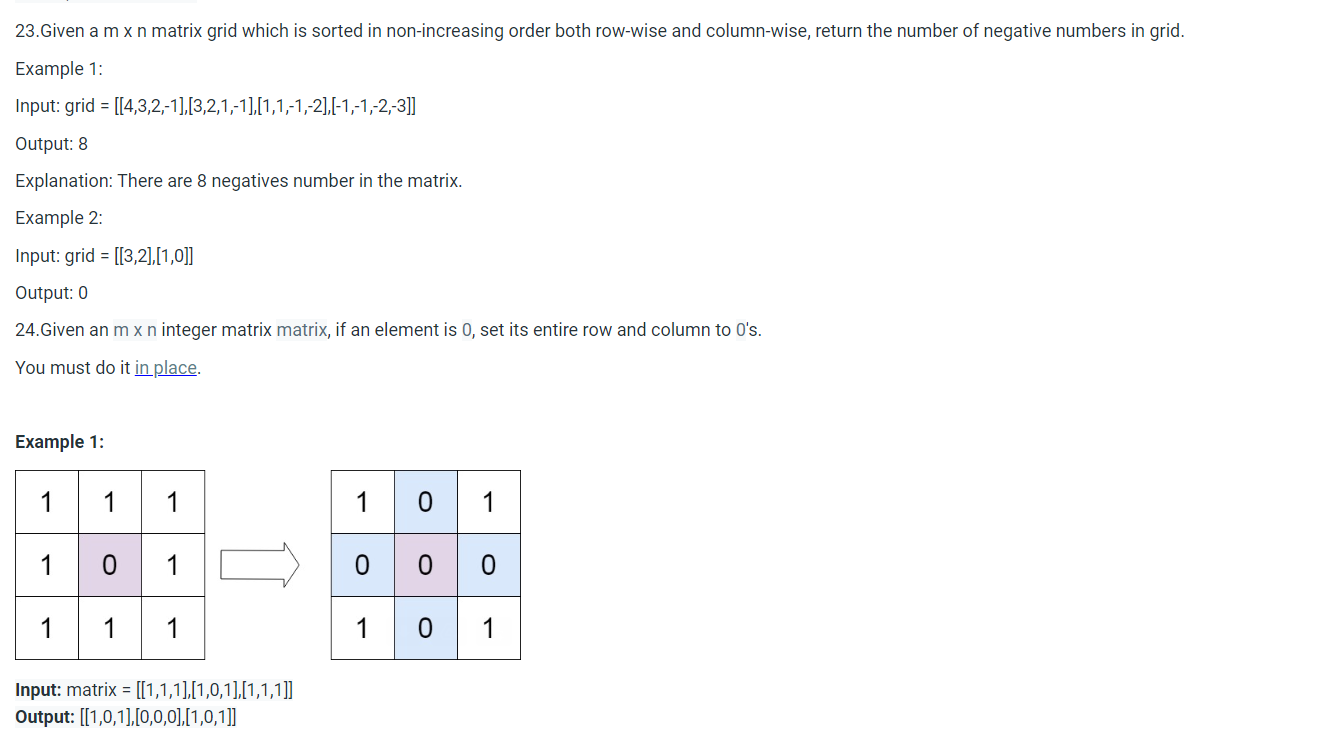 23.Given a m x n matrix grid which is sorted in non-increasing order both row-wise and column-wise, return the number of negative numbers in grid.
Example 1:
Input: grid = [[4,3,2,-1],[3,2,1,-1],[1,1,-1,-2],[-1,-1,-2,-3]]
Output: 8
Explanation: There are 8 negatives number in the matrix.
Example 2:
Input: grid = [[3,2],[1,0]]
Output: 0
24.Given an m x n integer matrix matrix, if an element is 0, set its entire row and column to 0's.
You must do it in place.
Example 1:
1 1 1 1 0 1
1 0 1 0 0 0
1 1 1 1 0 1
Input: matrix = [[1,1,1],[1,0,1],[1,1,1]]
Output: [[1,0,1],[0,0,0],[1,0,1]]